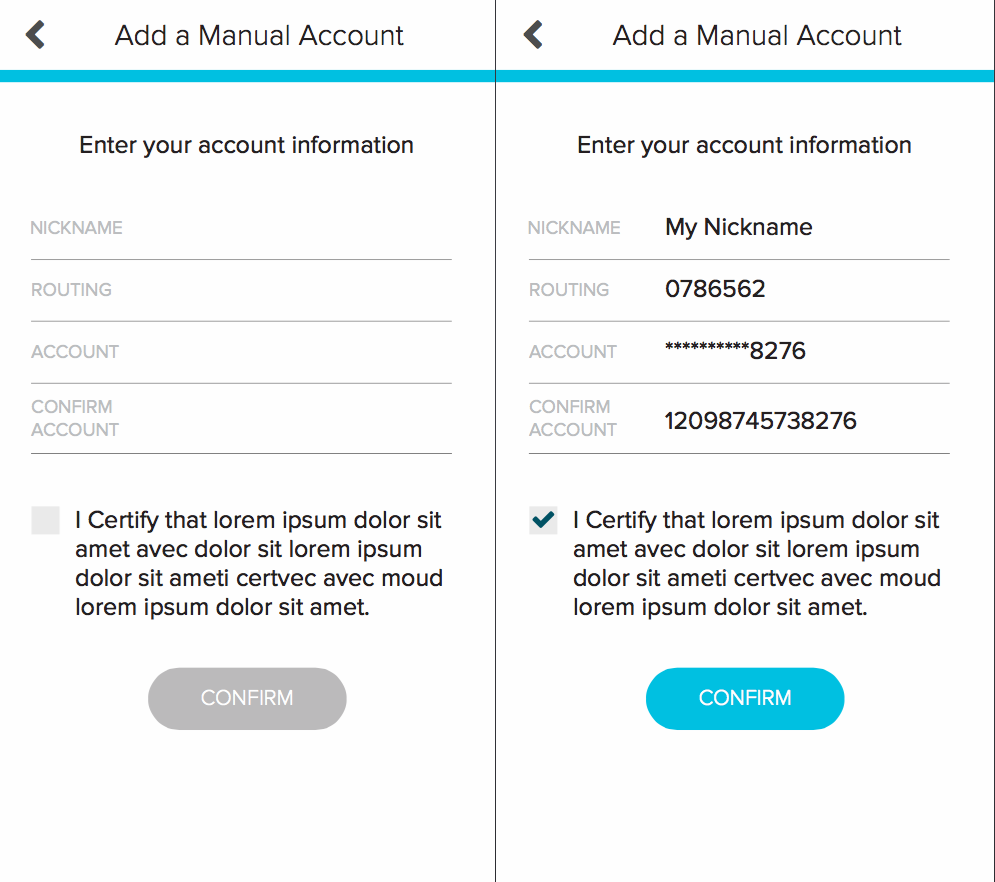 Add a Manual Account
Enter your account information
NICKNAME
ROUTING
ACCOUNT
CONFIRM
ACCOUNT
I Certify that lorem ipsum dolor sit
amet avec dolor sit lorem ipsum
dolor sit ameti certvec avec moud
lorem ipsum dolor sit amet.
CONFIRM
Add a Manual Account
Enter your account information
NICKNAME My Nickname
ROUTING 0786562
ACCOUNT **********8276
CONFIRM
ACCOUNT 12098745738276
I Certify that lorem ipsum dolor sit
amet avec dolor sit lorem ipsum
dolor sit ameti certvec avec moud
lorem ipsum dolor sit amet.
CONFIRM